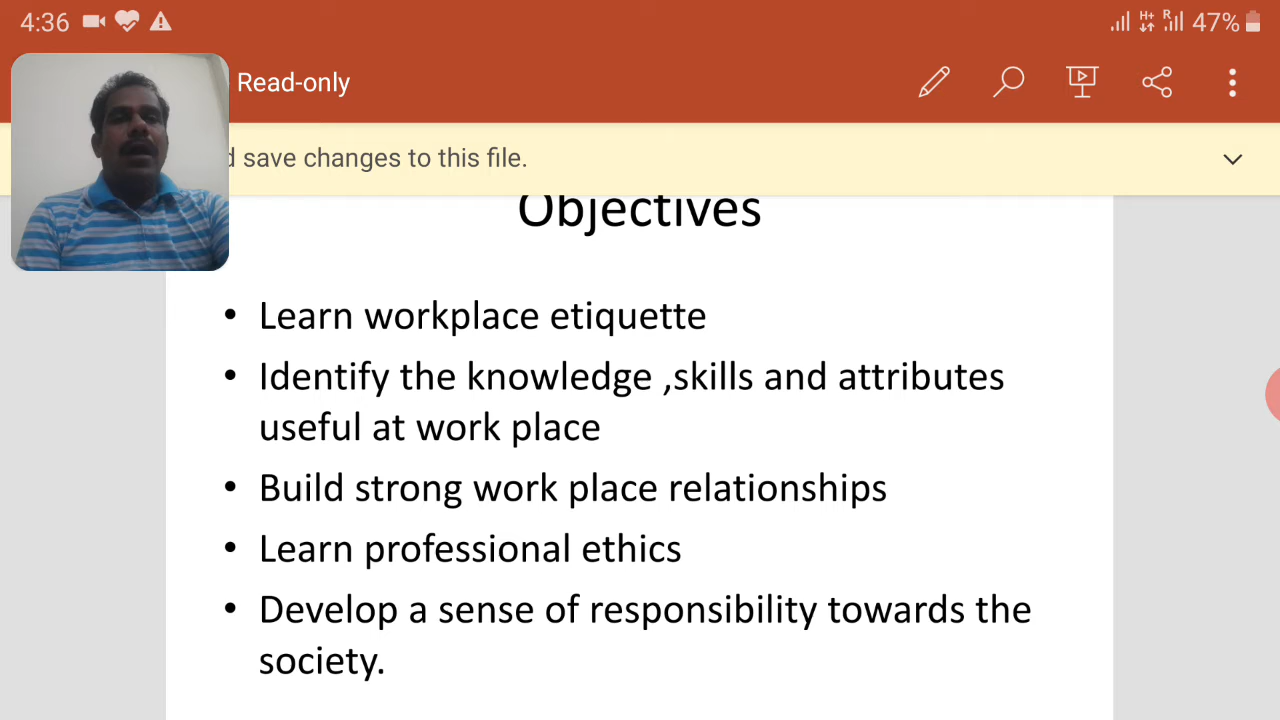 4:36 H+ R 47%
Read-only
save changes to this file.
Objectives
• Learn workplace etiquette
• Identify the knowledge ,skills and attributes
useful at work place
• Build strong work place relationships
• Learn professional ethics
• Develop a sense of responsibility towards the
society.